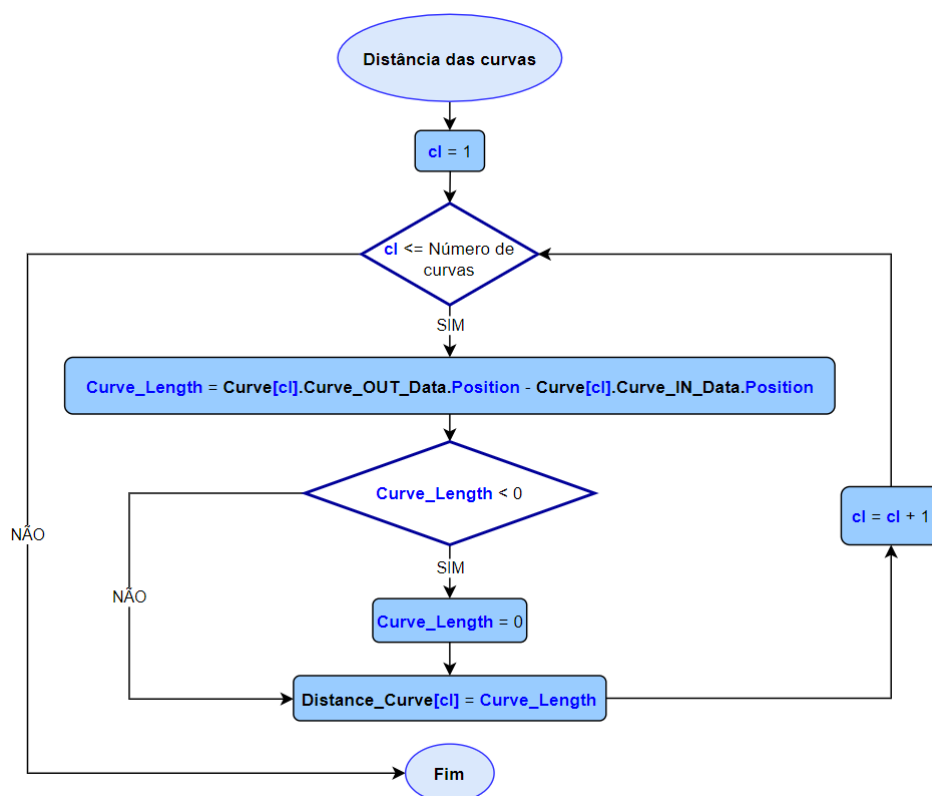 Distância das curvas
cl = 1
cl <= Número de
curvas
SIM
Curve_Length = Curve[cl].Curve_OUT_Data.Position - Curve[cl].Curve_IN_Data.Position
Curve_Length < 0
cl = cl + 1
NÃO
SIM
NÃO
Curve_Length = 0
Distance_Curve[cl] = Curve_Length
Fim